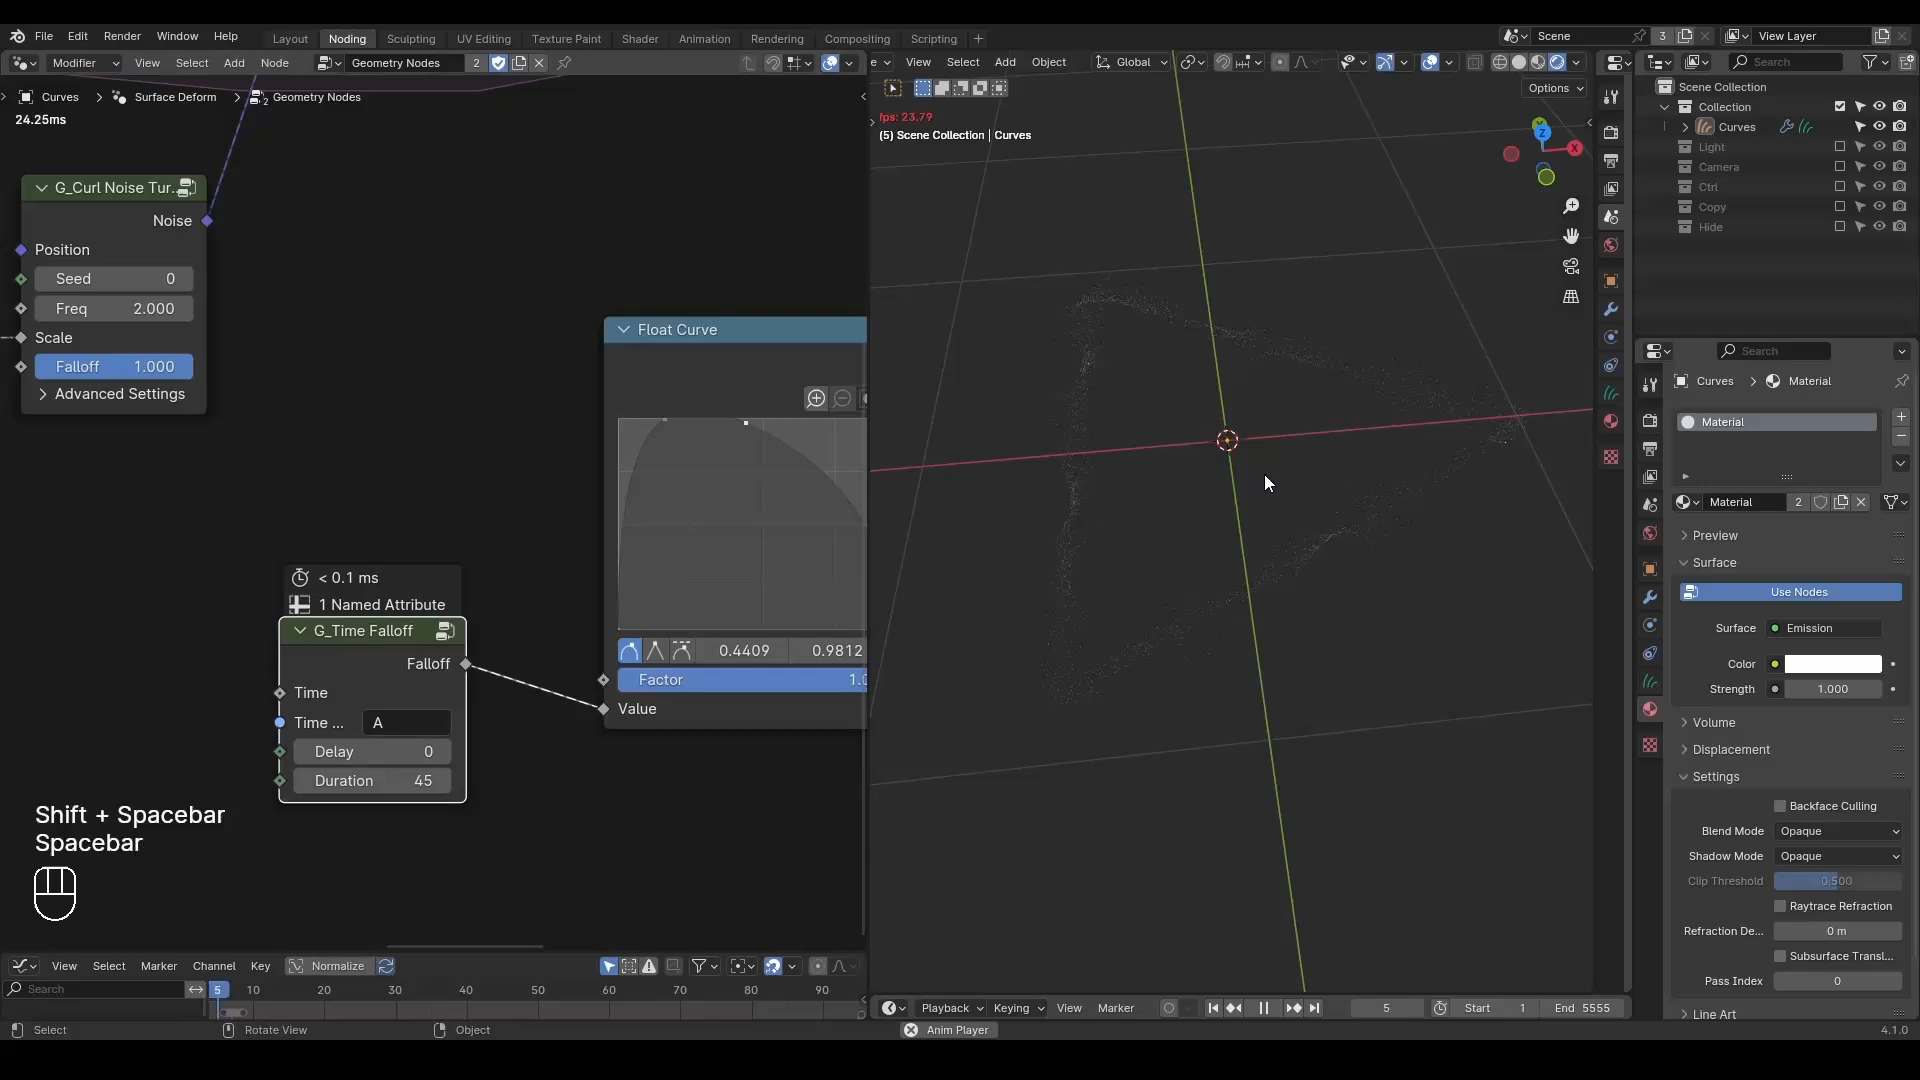 File Edit Render Window Help
Layout Noding Sculpting UV Editing Texture Paint Shader Animation Rendering Compositing Scripting +
Scene 3 View Layer
Modifier View Select Add Node Geometry Nodes 2
e View Select Add Object Global
Search
Options
Curves > Surface Deform > Geometry Nodes
2
24.25ms
fps: 23.79
(5) Scene Collection | Curves
Z
X
Scene Collection
Collection
Curves
Light
Camera
Ctrl
Copy
Hide
G_Curl Noise Tur...
Noise
Position
Seed 0
Freq 2.000
Scale
Falloff 1.000
Advanced Settings
Float Curve
0.4409 0.9812
Factor 1.0
Value
< 0.1 ms
1 Named Attribute
G_Time Falloff
Falloff
Time
Time ... A
Delay 0
Duration 45
Shift + Spacebar
Spacebar
Search
Curves > Material
Material
Material 2
Preview
Surface
Use Nodes
Surface Emission
Color
Strength 1.000
Volume
Displacement
Settings
Backface Culling
Blend Mode Opaque
Shadow Mode Opaque
Clip Threshold 0.500
Raytrace Refraction
Refraction De... 0 m
Subsurface Transl...
Pass Index 0
Line Art
View Select Marker Channel Key Normalize
Search
5 10 20 30 40 50 60 70 80 90
Playback Keying View Marker 5 Start 1 End 5555
Select Rotate View Object Anim Player 4.1.0